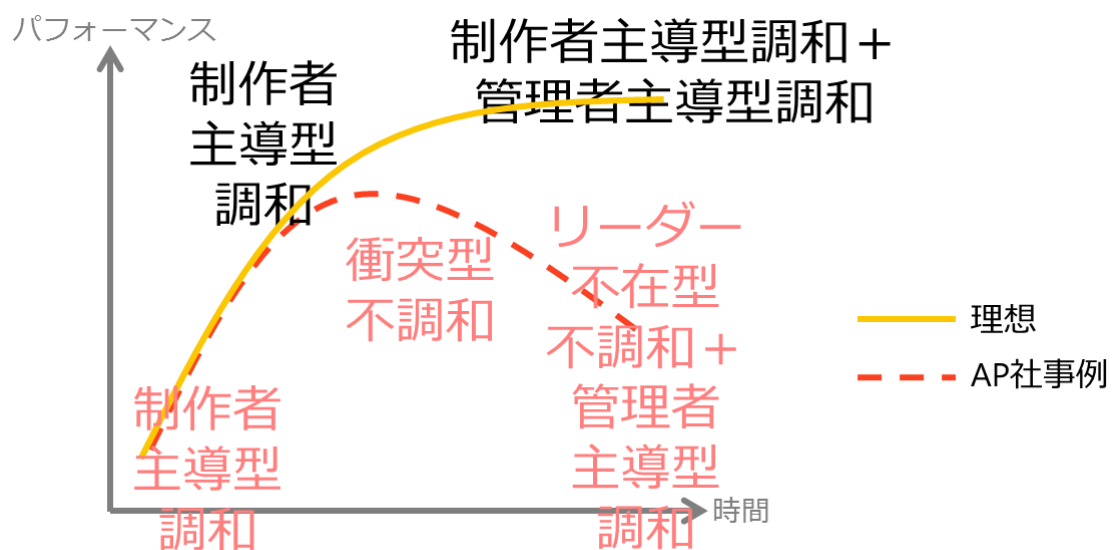 パフォーマンス
制作者
主導型
調和
制作者主導型調和＋
管理者主導型調和
衝突型
不調和
リーダー
不在型
不調和＋
管理者
主導型
調和
制作者
主導型
調和
理想
AP社事例
時間